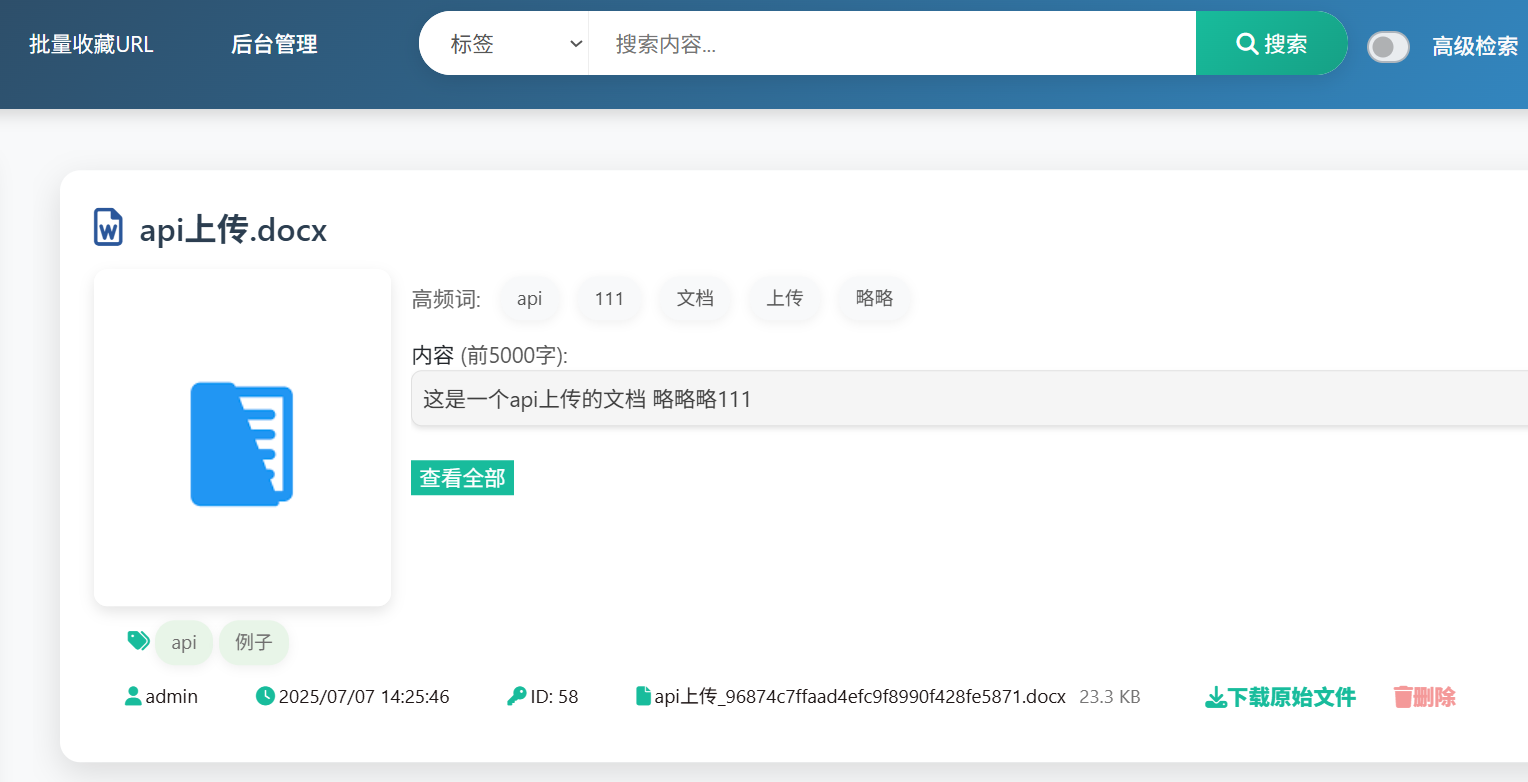 批量收藏URL 后台管理 标签 搜索内容... 搜索 高级检索
api上传.docx
高频词: api 111 文档 上传 略略
内容 (前5000字):
这是一个api上传的文档 略略略111
查看全部
api 例子
admin 2025/07/07 14:25:46 ID: 58 api上传_96874c7ffaad4efc9f8990f428fe5871.docx 23.3 KB 下载原始文件 删除